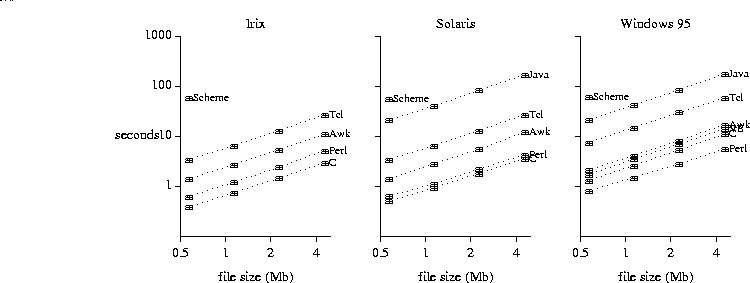 Irix Solaris Windows 95
1000
Java Java
100
Scheme Scheme Scheme
Tcl Tcl Tcl
seconds 10
Awk Awk Awk
Perl Perl
C C C
Perl
1
0.5 1 2 4 0.5 1 2 4 0.5 1 2 4
file size (Mb) file size (Mb) file size (Mb)